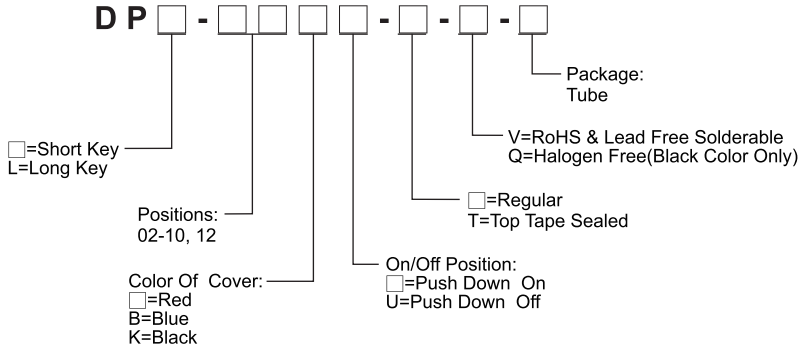 DP□-□□□□-□-□-□
Package:
Tube
V=RoHS & Lead Free Solderable
Q=Halogen Free(Black Color Only)
□=Short Key
L=Long Key
□=Regular
T=Top Tape Sealed
Positions:
02-10, 12
On/Off Position:
□=Push Down On
U=Push Down Off
Color Of Cover:
□=Red
B=Blue
K=Black